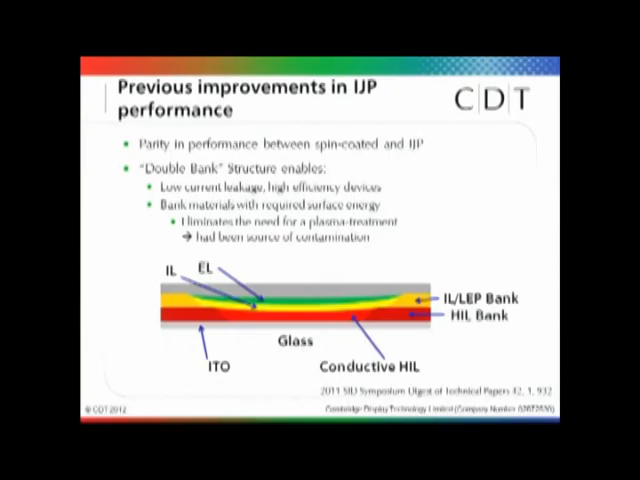 Previous improvements in IJP
performance
C|D|T
• Parity in performance between spin-coated and IJP
• "Double Bank" Structure enables:
• Low current leakage, high efficiency devices
• Bank materials with required surface energy
• Eliminates the need for a plasma-treatment
→ had been source of contamination
IL EL
IL/LEP Bank
HIL Bank
Glass
ITO
Conductive HIL
2011 SID Symposium Digest of Technical Papers 42, 1, 932
© CDT 2012
Cambridge Display Technology Limited (Company Number